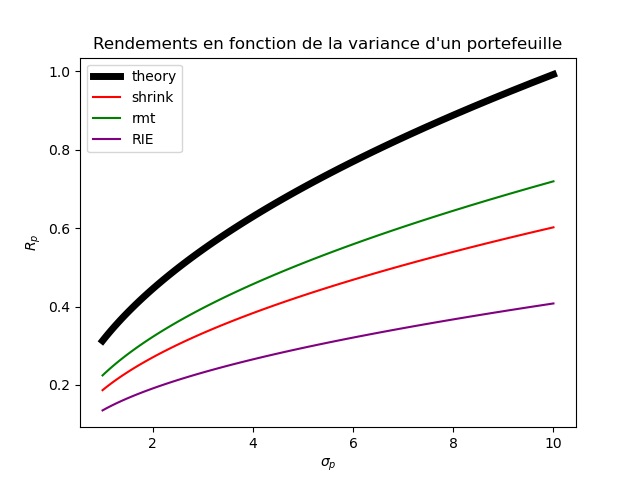 Rendements en fonction de la variance d'un portefeuille
theory
shrink
rmt
RIE
1.0
0.8
0.6
0.4
0.2
R_p
2
4
6
8
10
σ_p